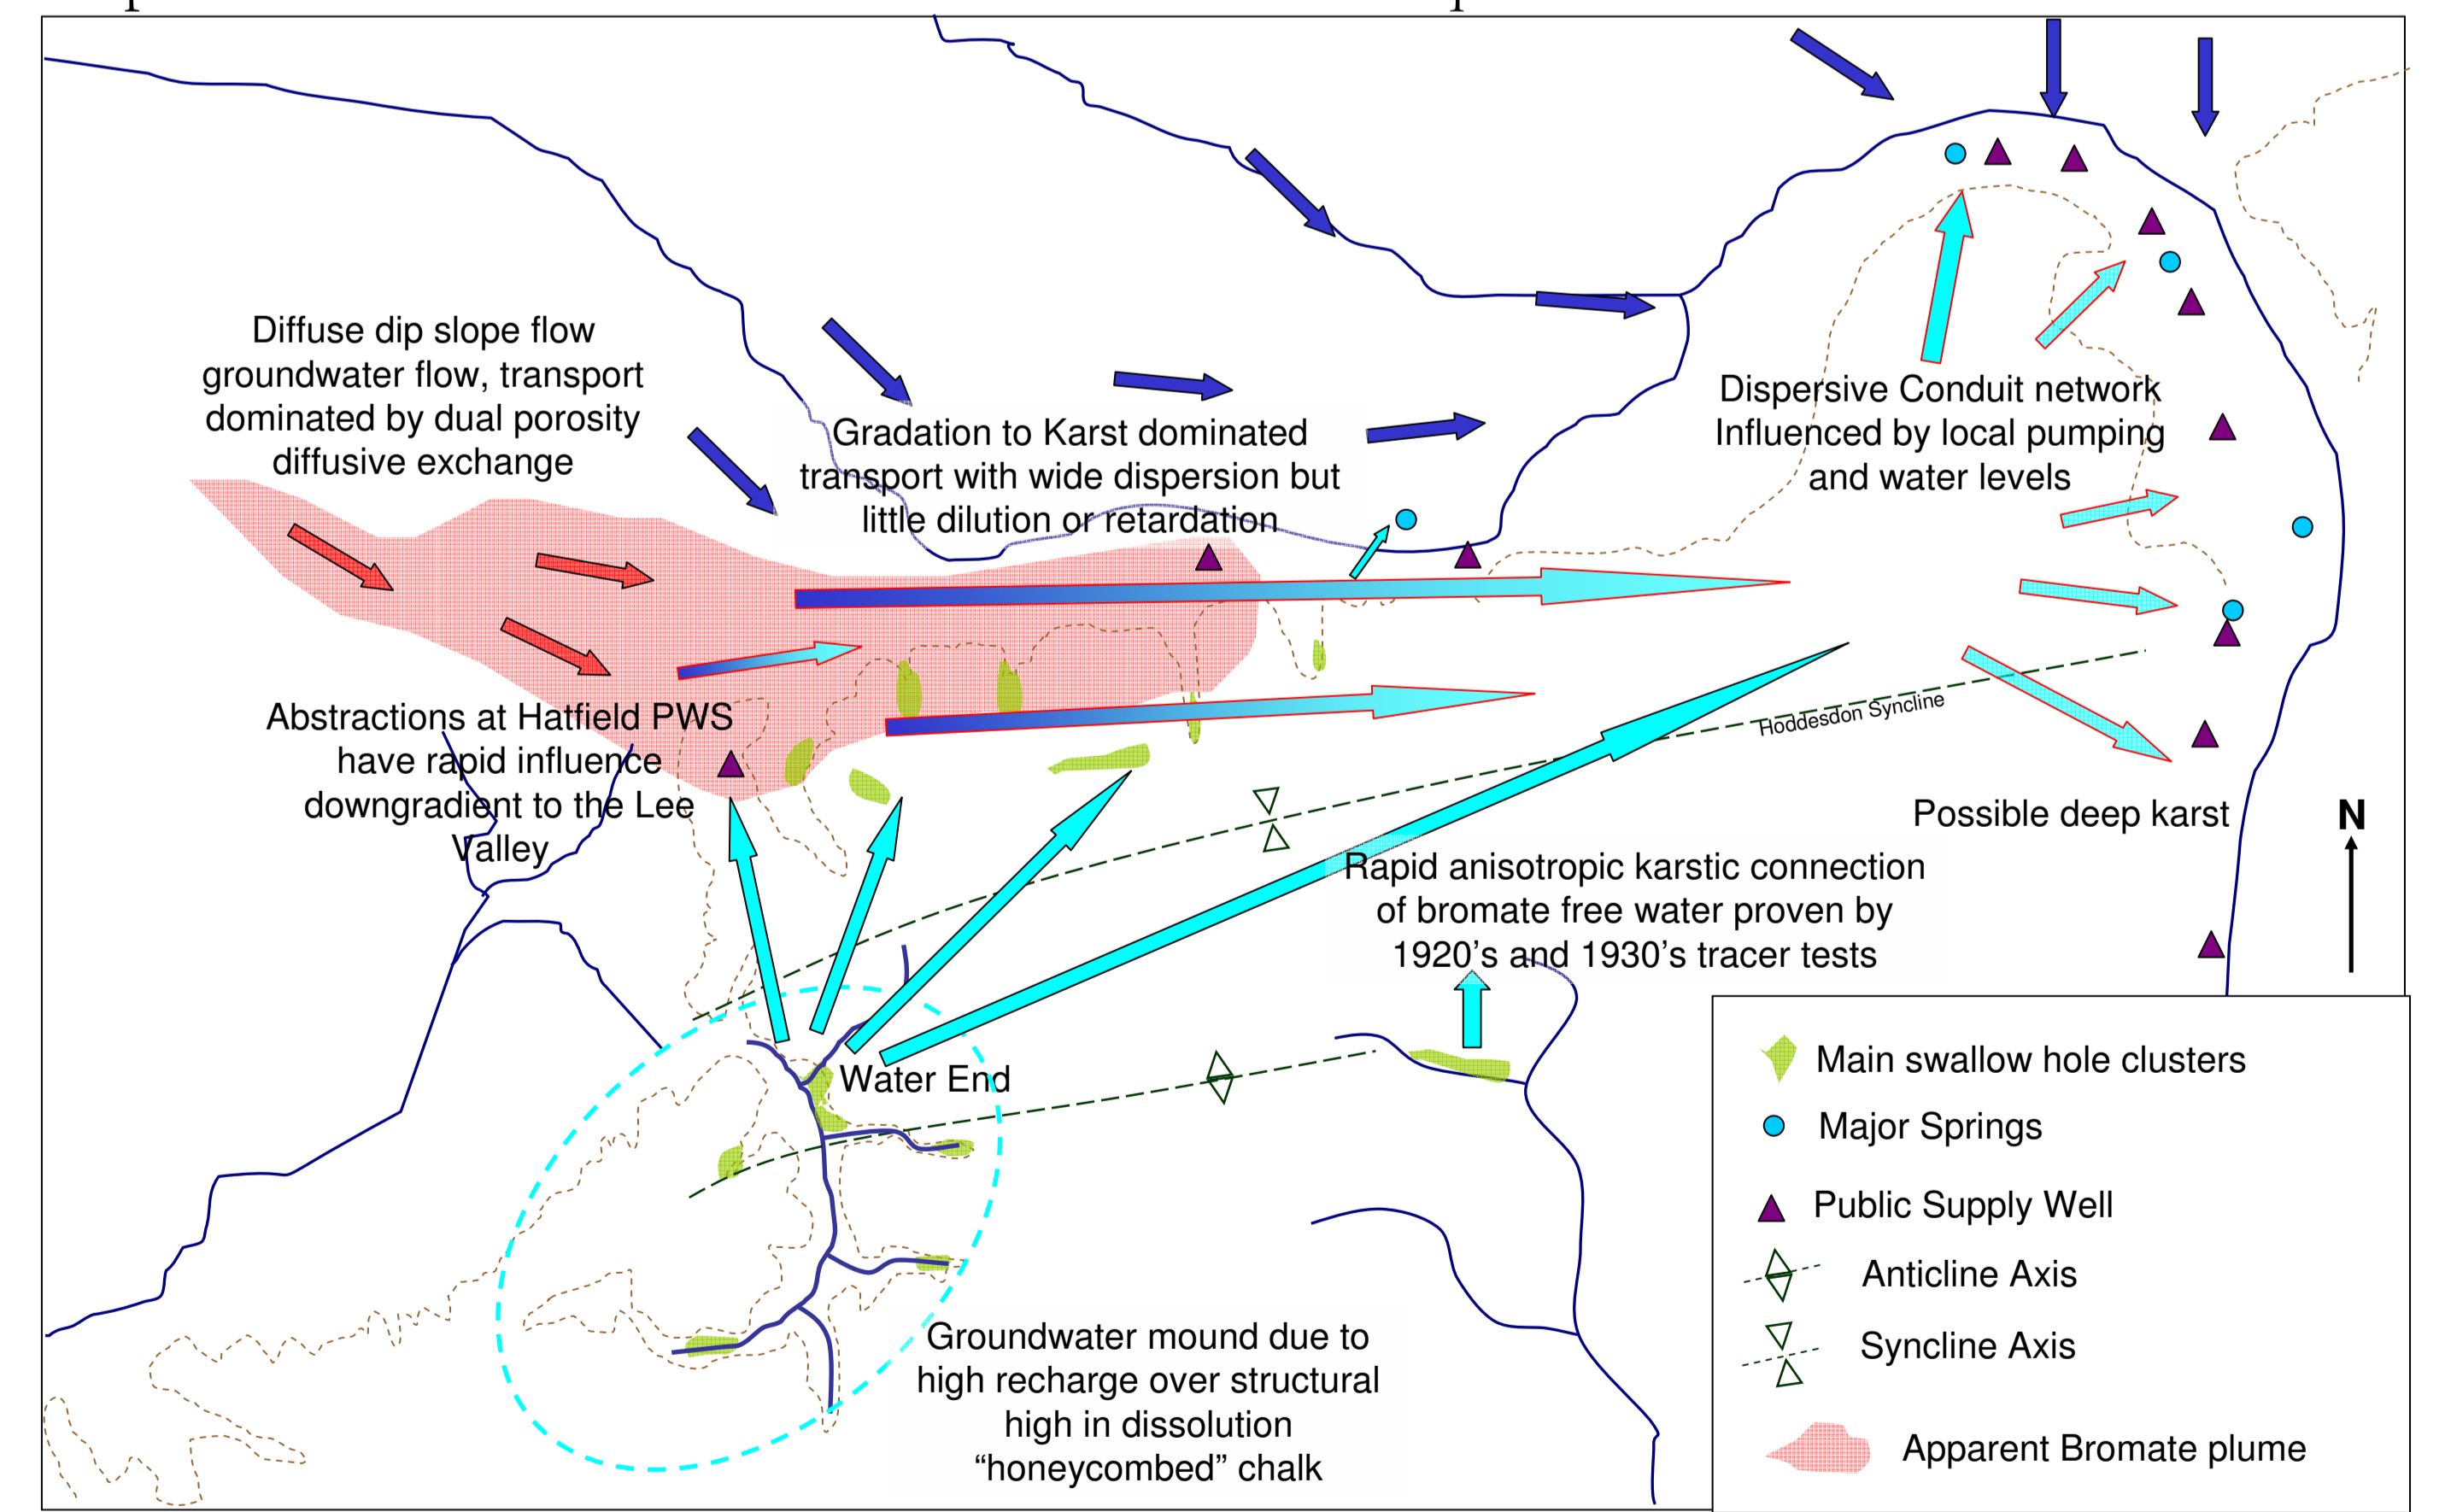 Diffuse dip slope flow
groundwater flow, transport
dominated by dual porosity
diffusive exchange
Gradation to Karst dominated
transport with wide dispersion but
little dilution or retardation
Dispersive Conduit network
Influenced by local pumping
and water levels
Abstractions at Hatfield PWS
have rapid influence
downgradient to the Lee
Valley
Hoddesdon Syncline
Possible deep karst
N
Rapid anisotropic karstic connection
of bromate free water proven by
1920's and 1930's tracer tests
Water End
Groundwater mound due to
high recharge over structural
high in dissolution
“honeycombed” chalk
Main swallow hole clusters
Major Springs
Public Supply Well
Anticline Axis
Syncline Axis
Apparent Bromate plume